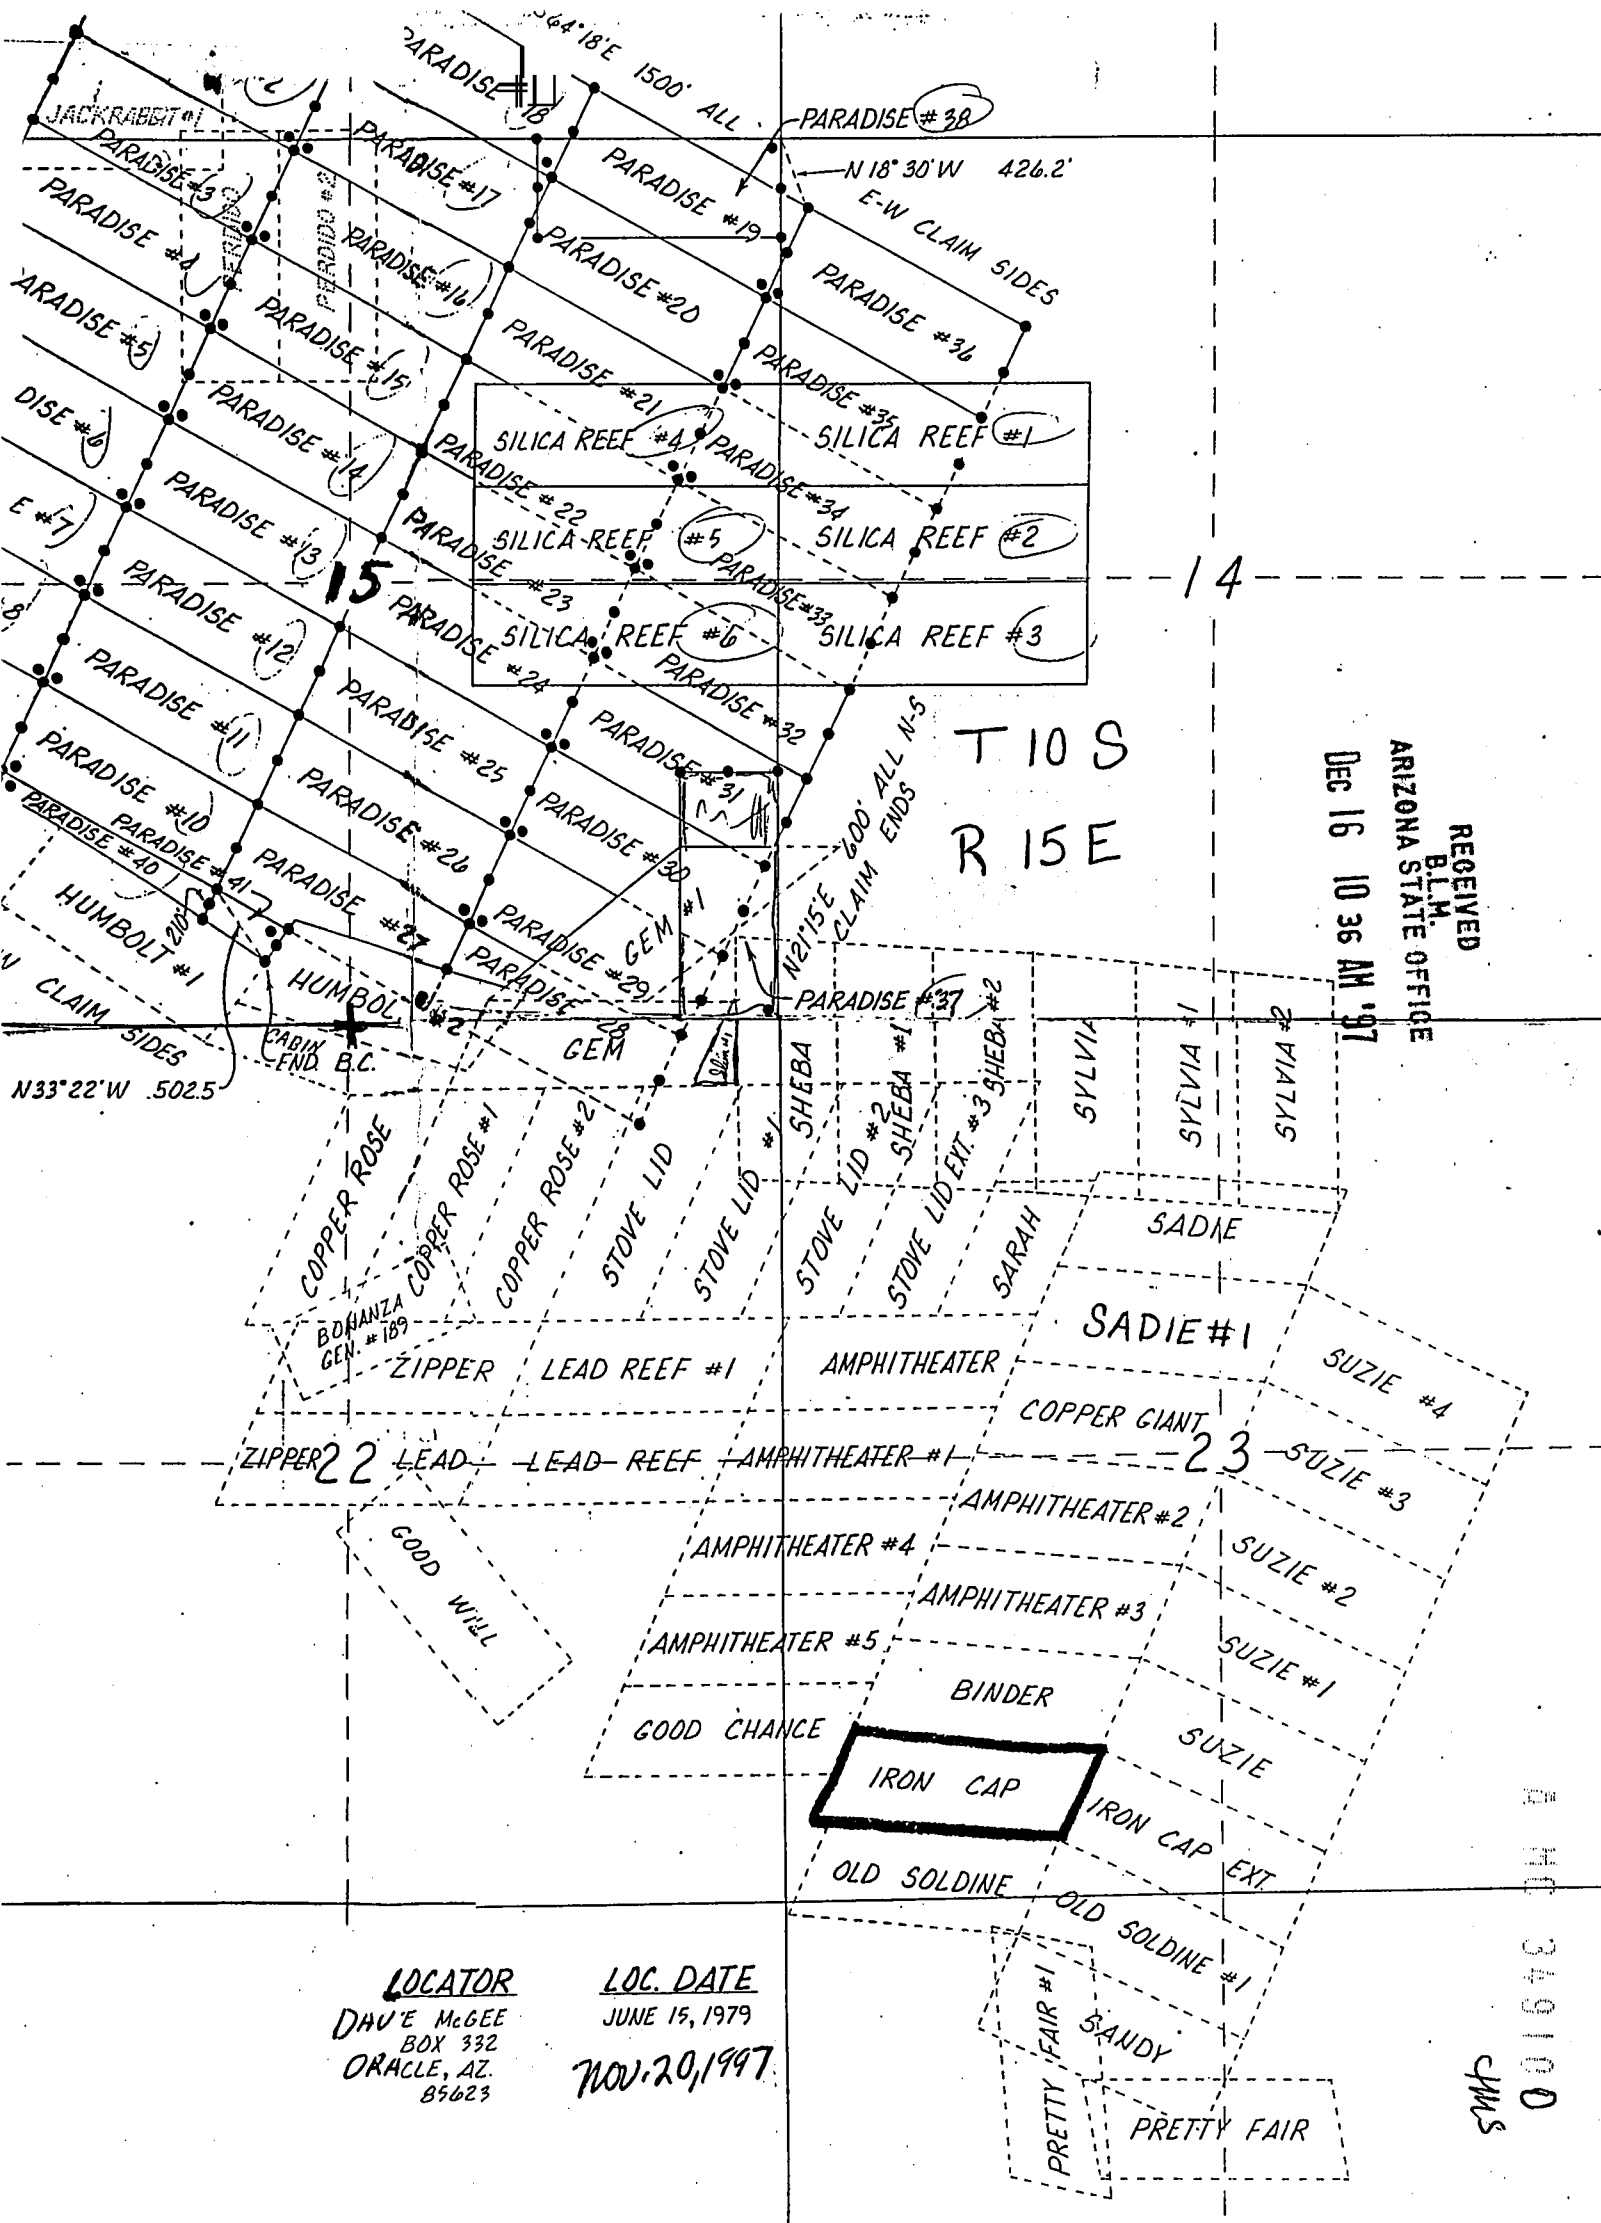 64°18'E 1500' ALL
E-W CLAIM SIDES
PARADISE #18
PARADISE #38
N 18° 30' W 426.2'
JACKRABBIT #1
PARADISE #3
PERDIDO
PERDIDO #2
PARADISE #17
PARADISE #19
PARADISE #4
PARADISE #16
PARADISE #20
PARADISE #36
ARADISE #5
PARADISE #15
PARADISE #21
PARADISE #35
DISE #6
PARADISE #14
PARADISE #22
PARADISE #34
SILICA REEF #4
SILICA REEF #1
E #7
PARADISE #13
PARADISE #23
PARADISE #33
SILICA REEF #5
SILICA REEF #2
15
14
8
PARADISE #12
PARADISE #24
SILICA REEF #6
SILICA REEF #3
PARADISE #32
PARADISE #11
PARADISE #25
PARADISE #31
T 10 S
R 15 E
PARADISE #10
PARADISE #26
PARADISE #30
600' ALL N-S
N21°15'E CLAIM ENDS
PARADISE #40
PARADISE #41
PARADISE #27
PARADISE #29
GEM #1
HUMBOLT #1
210'
HUMBOL #2
PARADISE 28
PARADISE #37
CLAIM SIDES
CABIN
END B.C.
GEM
N33°22'W 502.5
RECEIVED
B.L.M.
ARIZONA STATE OFFICE
DEC 16 10 36 AM '97
SHEBA
SHEBA #1
SHEBA #2
SYLVIA
SYLVIA #1
SYLVIA #2
COPPER ROSE
COPPER ROSE #1
COPPER ROSE #2
STOVE LID
STOVE LID #1
STOVE LID #2
STOVE LID EXT. #3
SARAH
SADIE
BONANZA
GEN. #189
SADIE #1
ZIPPER
LEAD REEF #1
AMPHITHEATER
SUZIE #4
COPPER GIANT
ZIPPER
22
LEAD
LEAD REEF
AMPHITHEATER #1
23
SUZIE #3
GOOD WILL
AMPHITHEATER #2
AMPHITHEATER #4
SUZIE #2
AMPHITHEATER #3
AMPHITHEATER #5
SUZIE #1
BINDER
GOOD CHANCE
SUZIE
IRON CAP
IRON CAP EXT.
OLD SOLDINE
OLD SOLDINE #1
SANDY
PRETTY FAIR #1
PRETTY FAIR
LOCATOR
DAVE McGEE
BOX 332
ORACLE, AZ.
85623
LOC. DATE
JUNE 15, 1979
NOV. 20, 1997
349100